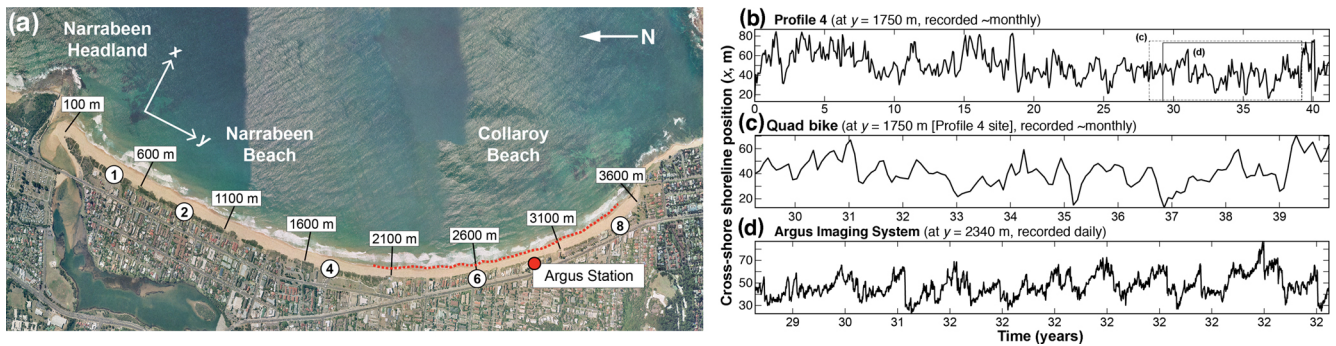 (a)
Narrabeen
Headland
x
y
N
100 m
Narrabeen
Beach
Collaroy
Beach
1
600 m
2
1100 m
1600 m
4
2100 m
2600 m
6
3100 m
3600 m
8
Argus Station
(b) Profile 4 (at y = 1750 m, recorded ~monthly)
Cross-shore shoreline position (x, m)
80
60
40
20
(c)
(d)
0 5 10 15 20 25 30 35 40
(c) Quad bike (at y = 1750 m [Profile 4 site], recorded ~monthly)
60
40
20
30 31 32 33 34 35 36 37 38 39
(d) Argus Imaging System (at y = 2340 m, recorded daily)
70
50
30
29 30 31 32 32 32 32 32 32 32 32
Time (years)